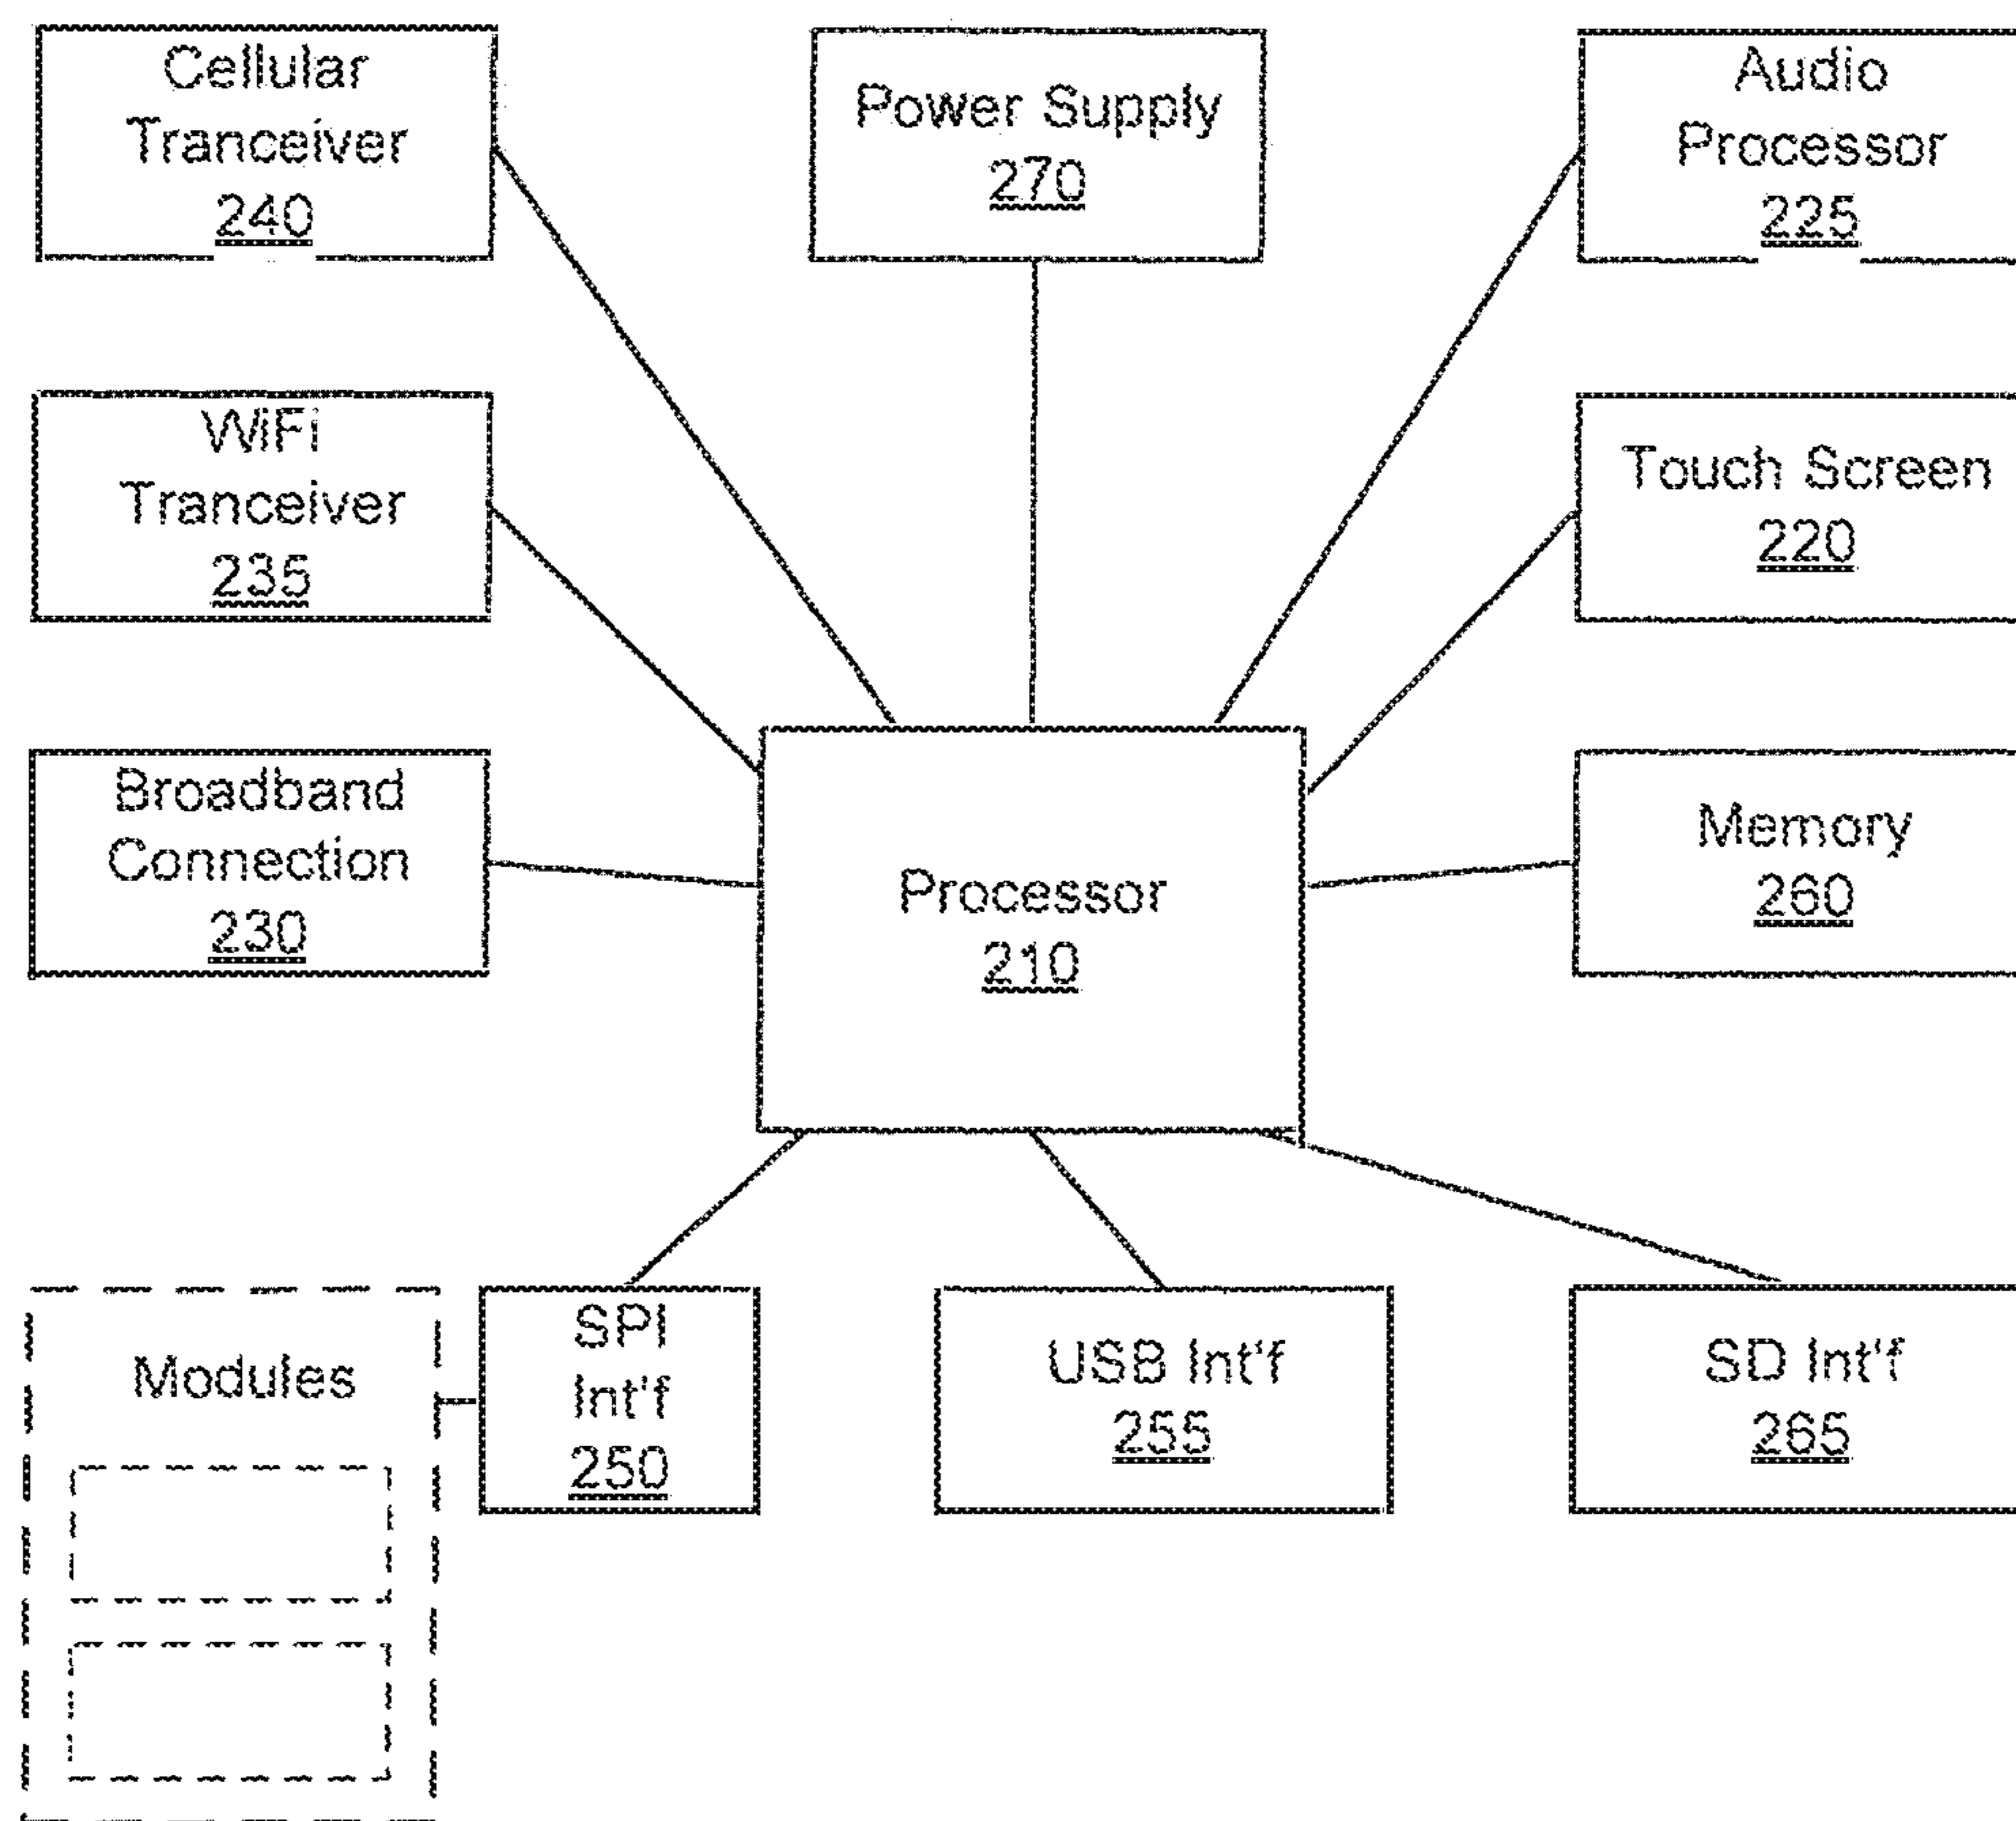 Cellular
Tranceiver
240
Power Supply
270
Audio
Processor
225
WiFi
Tranceiver
235
Touch Screen
220
Broadband
Connection
230
Processor
210
Memory
260
Modules
SPI
Int'f
250
USB Int'f
255
SD Int'f
265